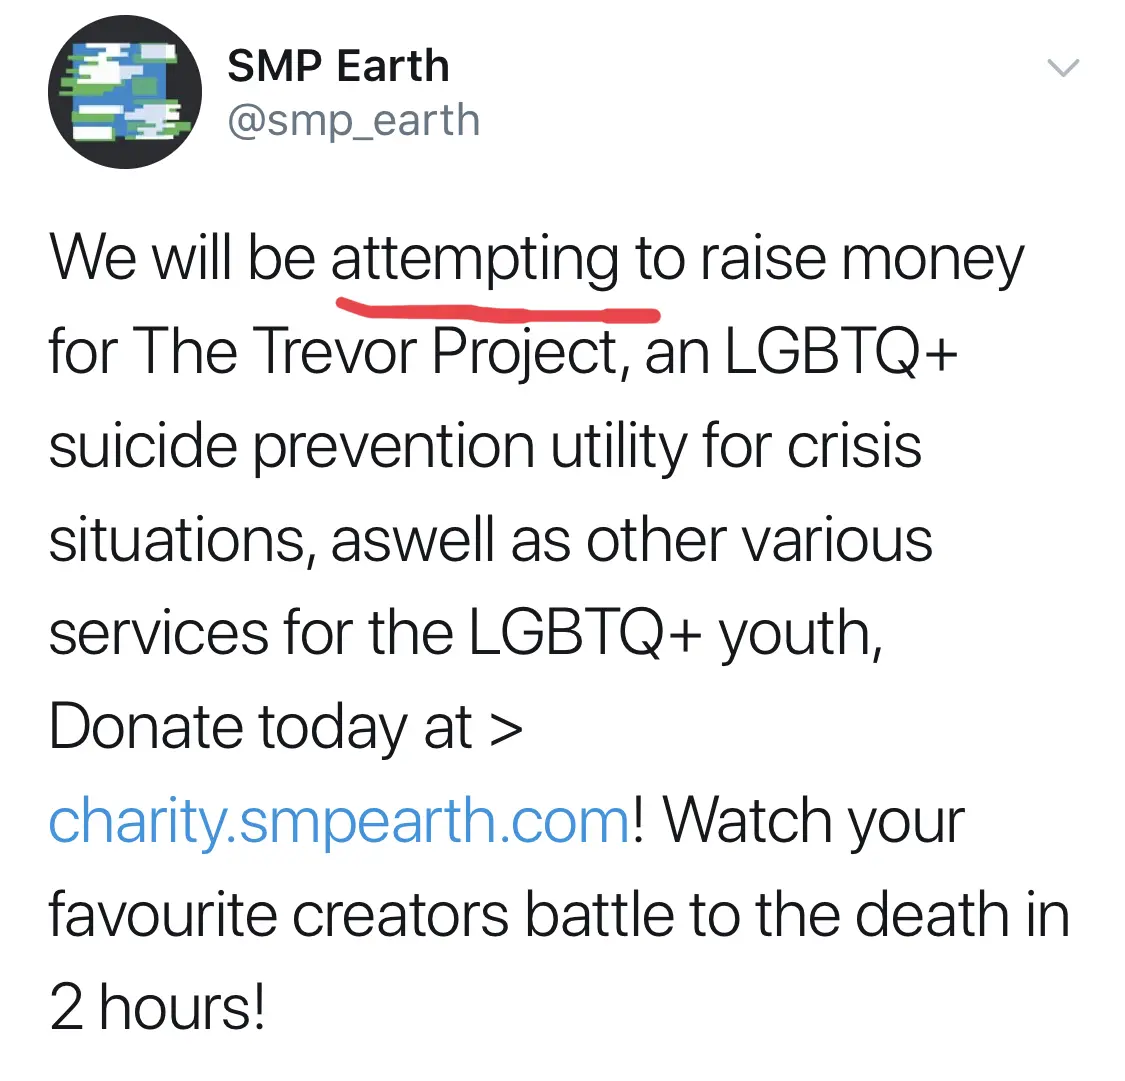 SMP Earth
@smp_earth
We will be attempting to raise money
for The Trevor Project, an LGBTQ+
suicide prevention utility for crisis
situations, aswell as other various
services for the LGBTQ+ youth,
Donate today at >
charity.smpearth.com! Watch your
favourite creators battle to the death in
2 hours!